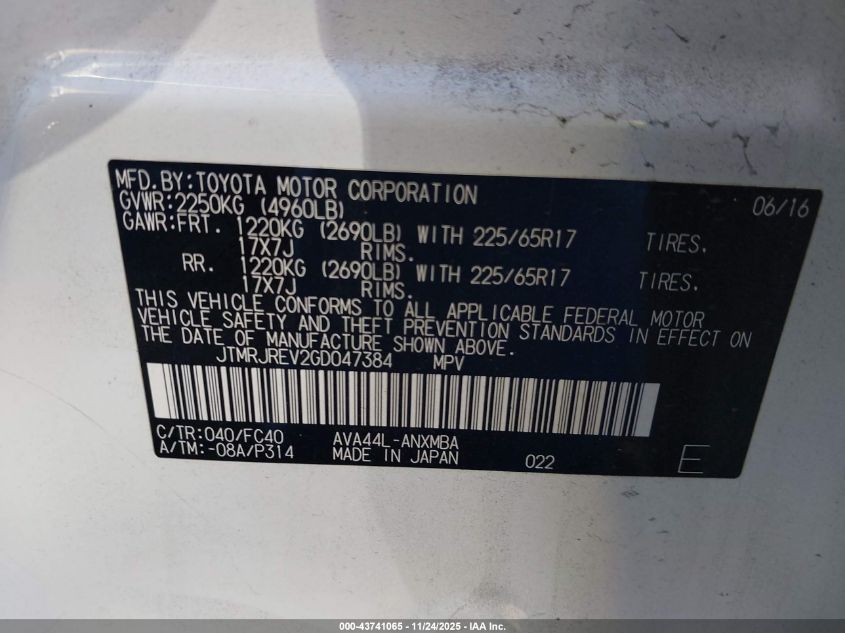 MFD.BY:TOYOTA MOTOR CORPORATION 06/16
GVWR:2250KG (4960LB)
GAWR:FRT. 1220KG (2690LB) WITH 225/65R17 TIRES.
17X7J RIMS.
RR. 1220KG (2690LB) WITH 225/65R17 TIRES.
17X7J RIMS.
THIS VEHICLE CONFORMS TO ALL APPLICABLE FEDERAL MOTOR
VEHICLE SAFETY AND THEFT PREVENTION STANDARDS IN EFFECT ON
THE DATE OF MANUFACTURE SHOWN ABOVE.
JTMRJREV2GD047384 MPV
C/TR:040/FC40 AVA44L-ANXMBA
A/TM:-08A/P314 MADE IN JAPAN 022 E
000-43741065 - 11/24/2025 - IAA Inc.